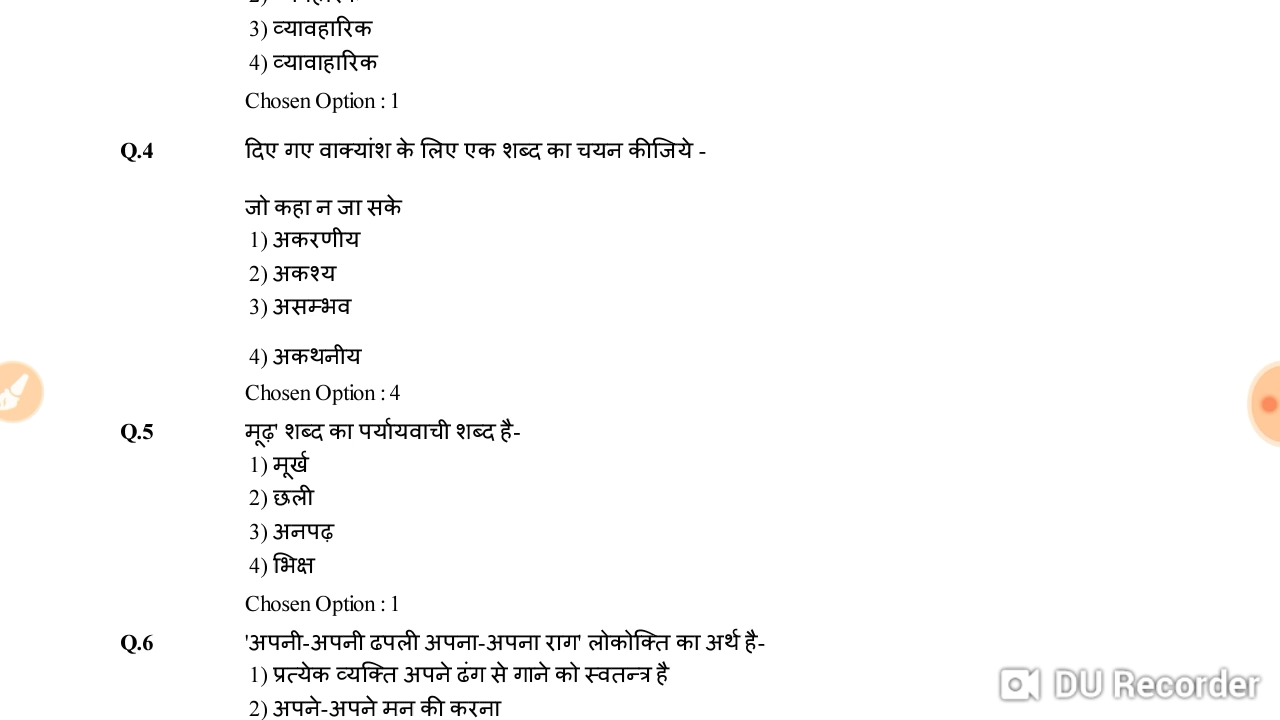 3) व्यावहारिक
4) व्यावाहारिक
Chosen Option : 1
Q.4 दिए गए वाक्यांश के लिए एक शब्द का चयन कीजिये -
जो कहा न जा सके
1) अकरणीय
2) अकश्य
3) असम्भव
4) अकथनीय
Chosen Option : 4
Q.5 मूढ़' शब्द का पर्यायवाची शब्द है-
1) मूर्ख
2) छली
3) अनपढ़
4) भिक्ष
Chosen Option : 1
Q.6 'अपनी-अपनी ढपली अपना-अपना राग' लोकोक्ति का अर्थ है-
1) प्रत्येक व्यक्ति अपने ढंग से गाने को स्वतन्त्र है
2) अपने-अपने मन की करना
DU Recorder